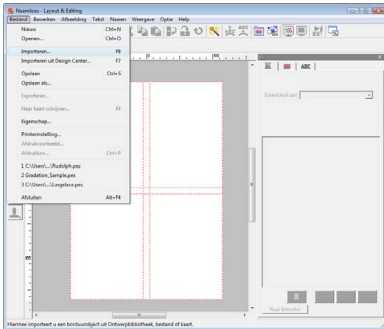 Naamloos - Layout & Editing
Bestand Bewerken Afbeelding Tekst Naaien Weergave Optie Help
Nieuw Ctrl+N
Openen... Ctrl+O
Importeren... F8
Importeren uit Design Center... F7
Opslaan Ctrl+S
Opslaan als...
Exporteren...
Naar kaart schrijven... F4
Eigenschap...
Printerinstelling...
Afdrukvoorbeeld...
Afdrukken... Ctrl+P
1 C:\Users\...\Rudolph.pes
2 Gradation_Sample.pes
3 C:\Users\...\Largelace.pes
Afsluiten Alt+F4
ABC
Naar beneden
Hiermee importeert u een borduurobject uit Ontwerpbibliotheek, bestand of kaart.